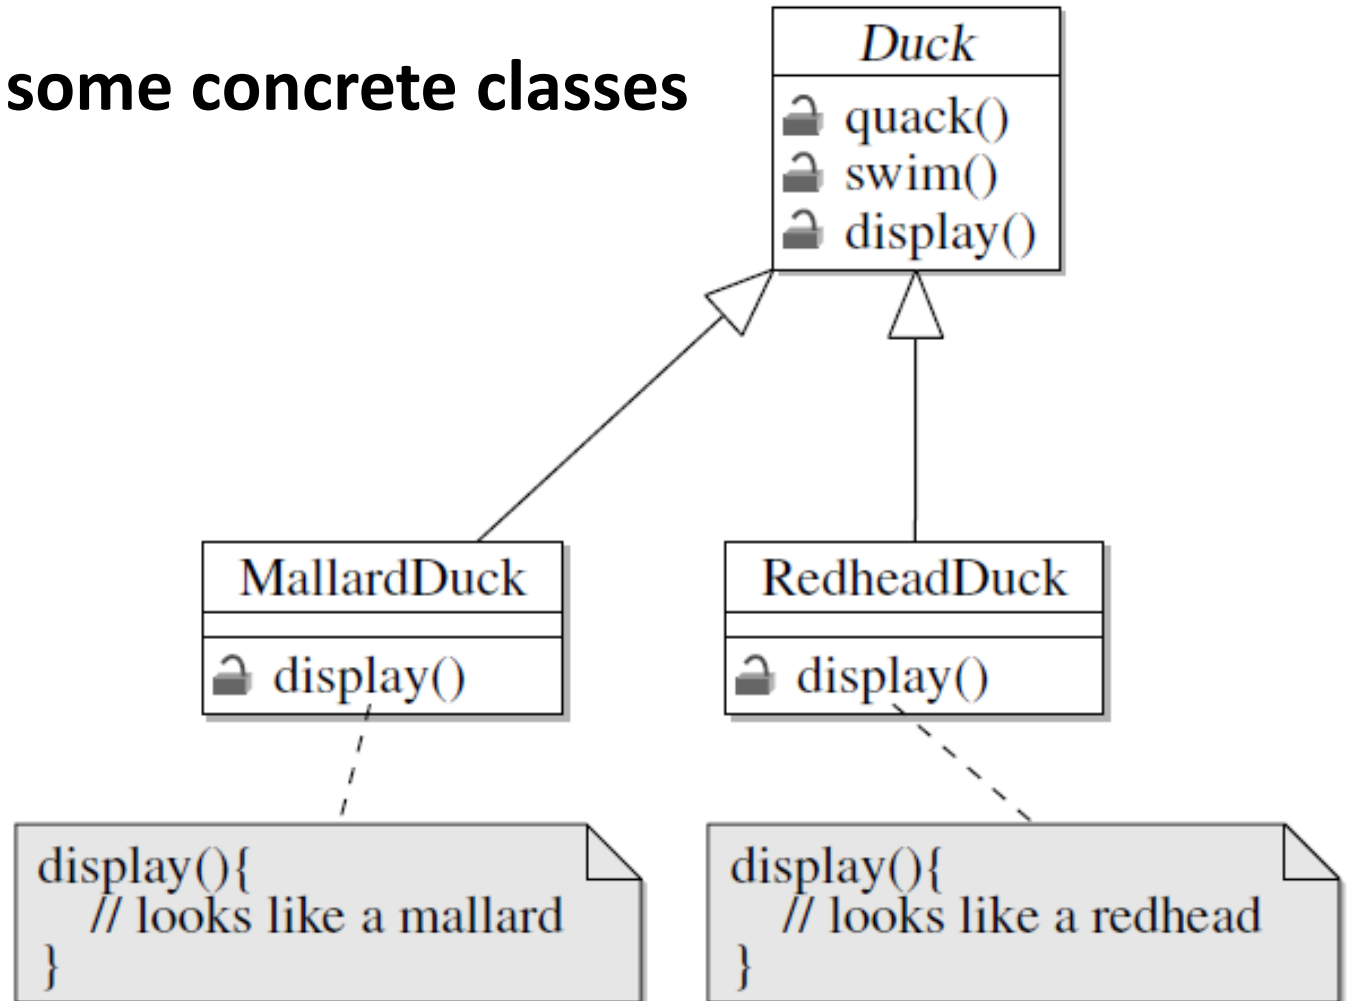 some concrete classes
Duck
quack()
swim()
display()
MallardDuck
display()
RedheadDuck
display()
display(){
// looks like a mallard
}
display(){
// looks like a redhead
}